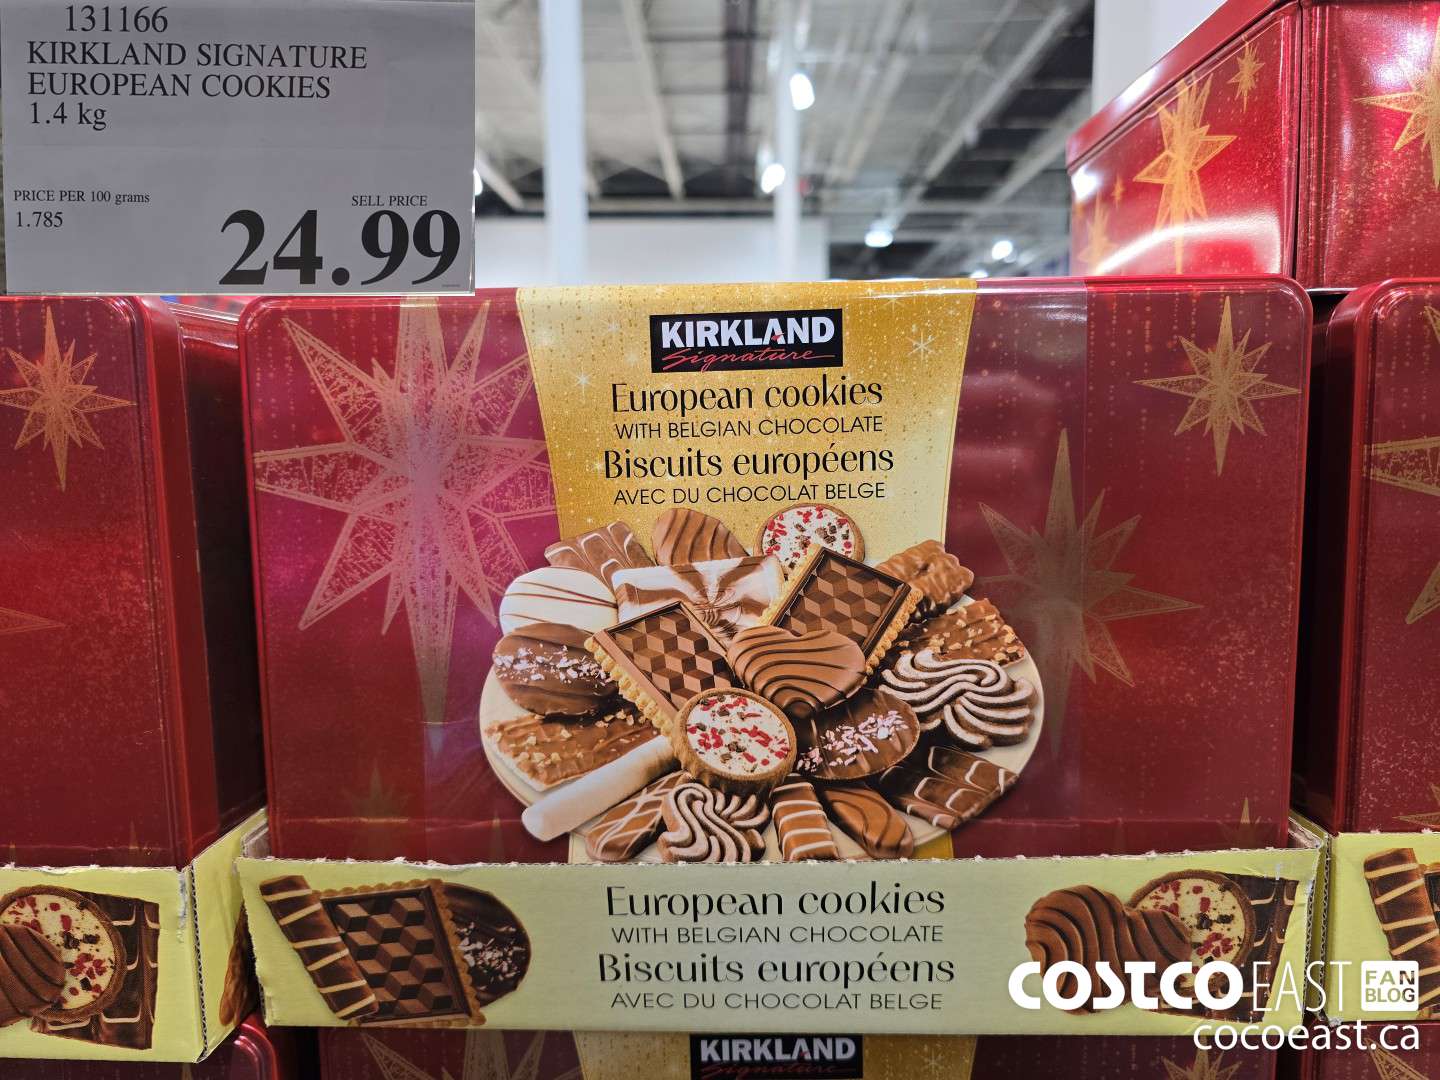 131166
KIRKLAND SIGNATURE
EUROPEAN COOKIES
1.4 kg
PRICE PER 100 grams
1.785
SELL PRICE
24.99
KIRKLAND
Signature
European cookies
WITH BELGIAN CHOCOLATE
Biscuits européens
AVEC DU CHOCOLAT BELGE
European cookies
WITH BELGIAN CHOCOLATE
Biscuits européens
AVEC DU CHOCOLAT BELGE
KIRKLAND
Signature
COSTCO EAST FAN BLOG
cocoeast.ca